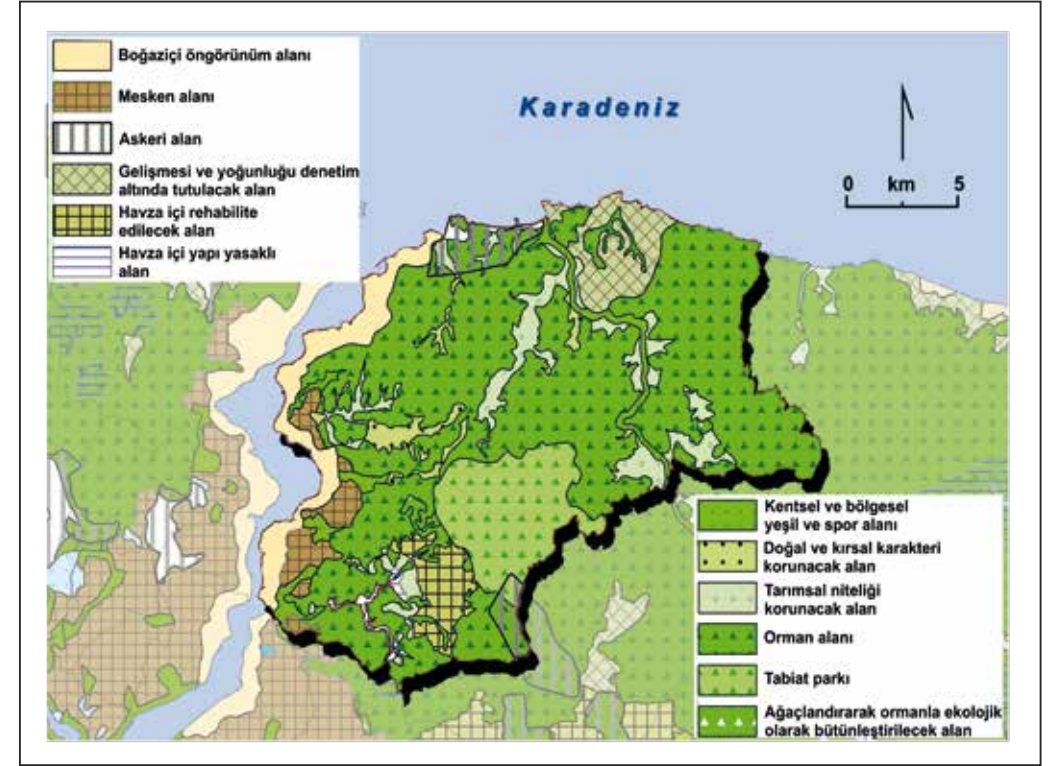 Boğaziçi öngörünüm alanı
Mesken alanı
Askeri alan
Gelişmesi ve yoğunluğu denetim
altında tutulacak alan
Havza içi rehabilite
edilecek alan
Havza içi yapı yasaklı
alan
Karadeniz
0 km 5
Kentsel ve bölgesel
yeşil ve spor alanı
Doğal ve kırsal karakteri
korunacak alan
Tarımsal niteliği
korunacak alan
Orman alanı
Tabiat parkı
Ağaçlandırarak ormanla ekolojik
olarak bütünleştirilecek alan